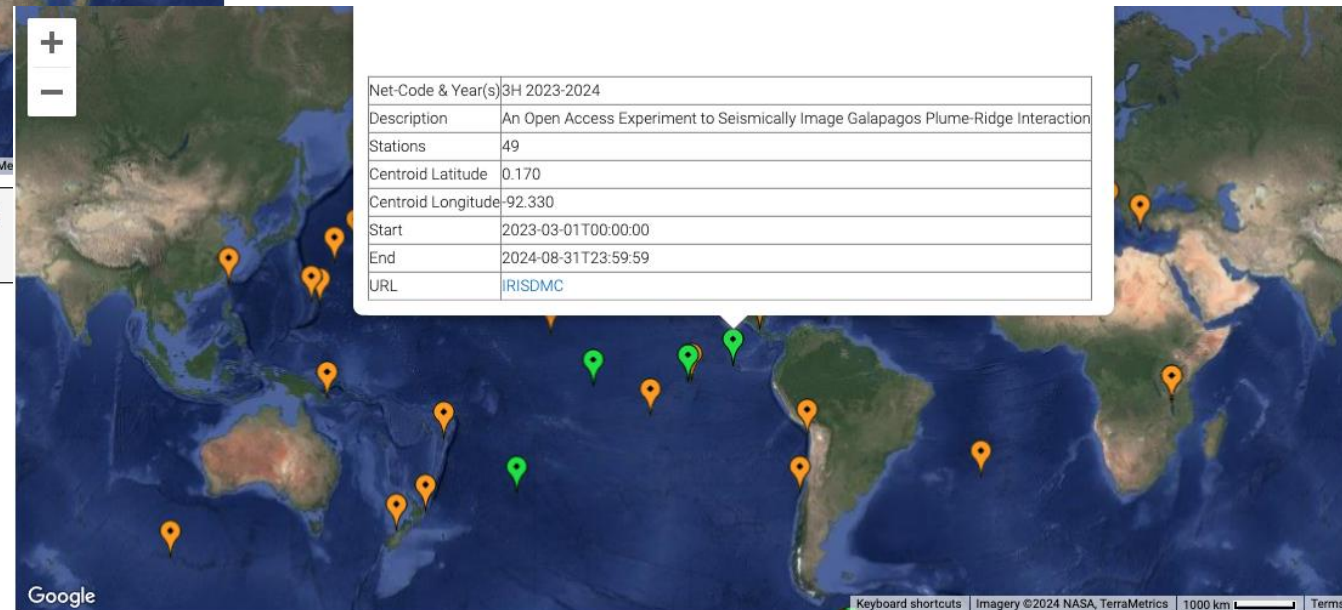 +
−
Net-Code & Year(s) 3H 2023-2024
Description An Open Access Experiment to Seismically Image Galapagos Plume-Ridge Interaction
Stations 49
Centroid Latitude 0.170
Centroid Longitude -92.330
Start 2023-03-01T00:00:00
End 2024-08-31T23:59:59
URL IRISDMC
Me
Google
Keyboard shortcuts Imagery ©2024 NASA, TerraMetrics 1000 km Terms